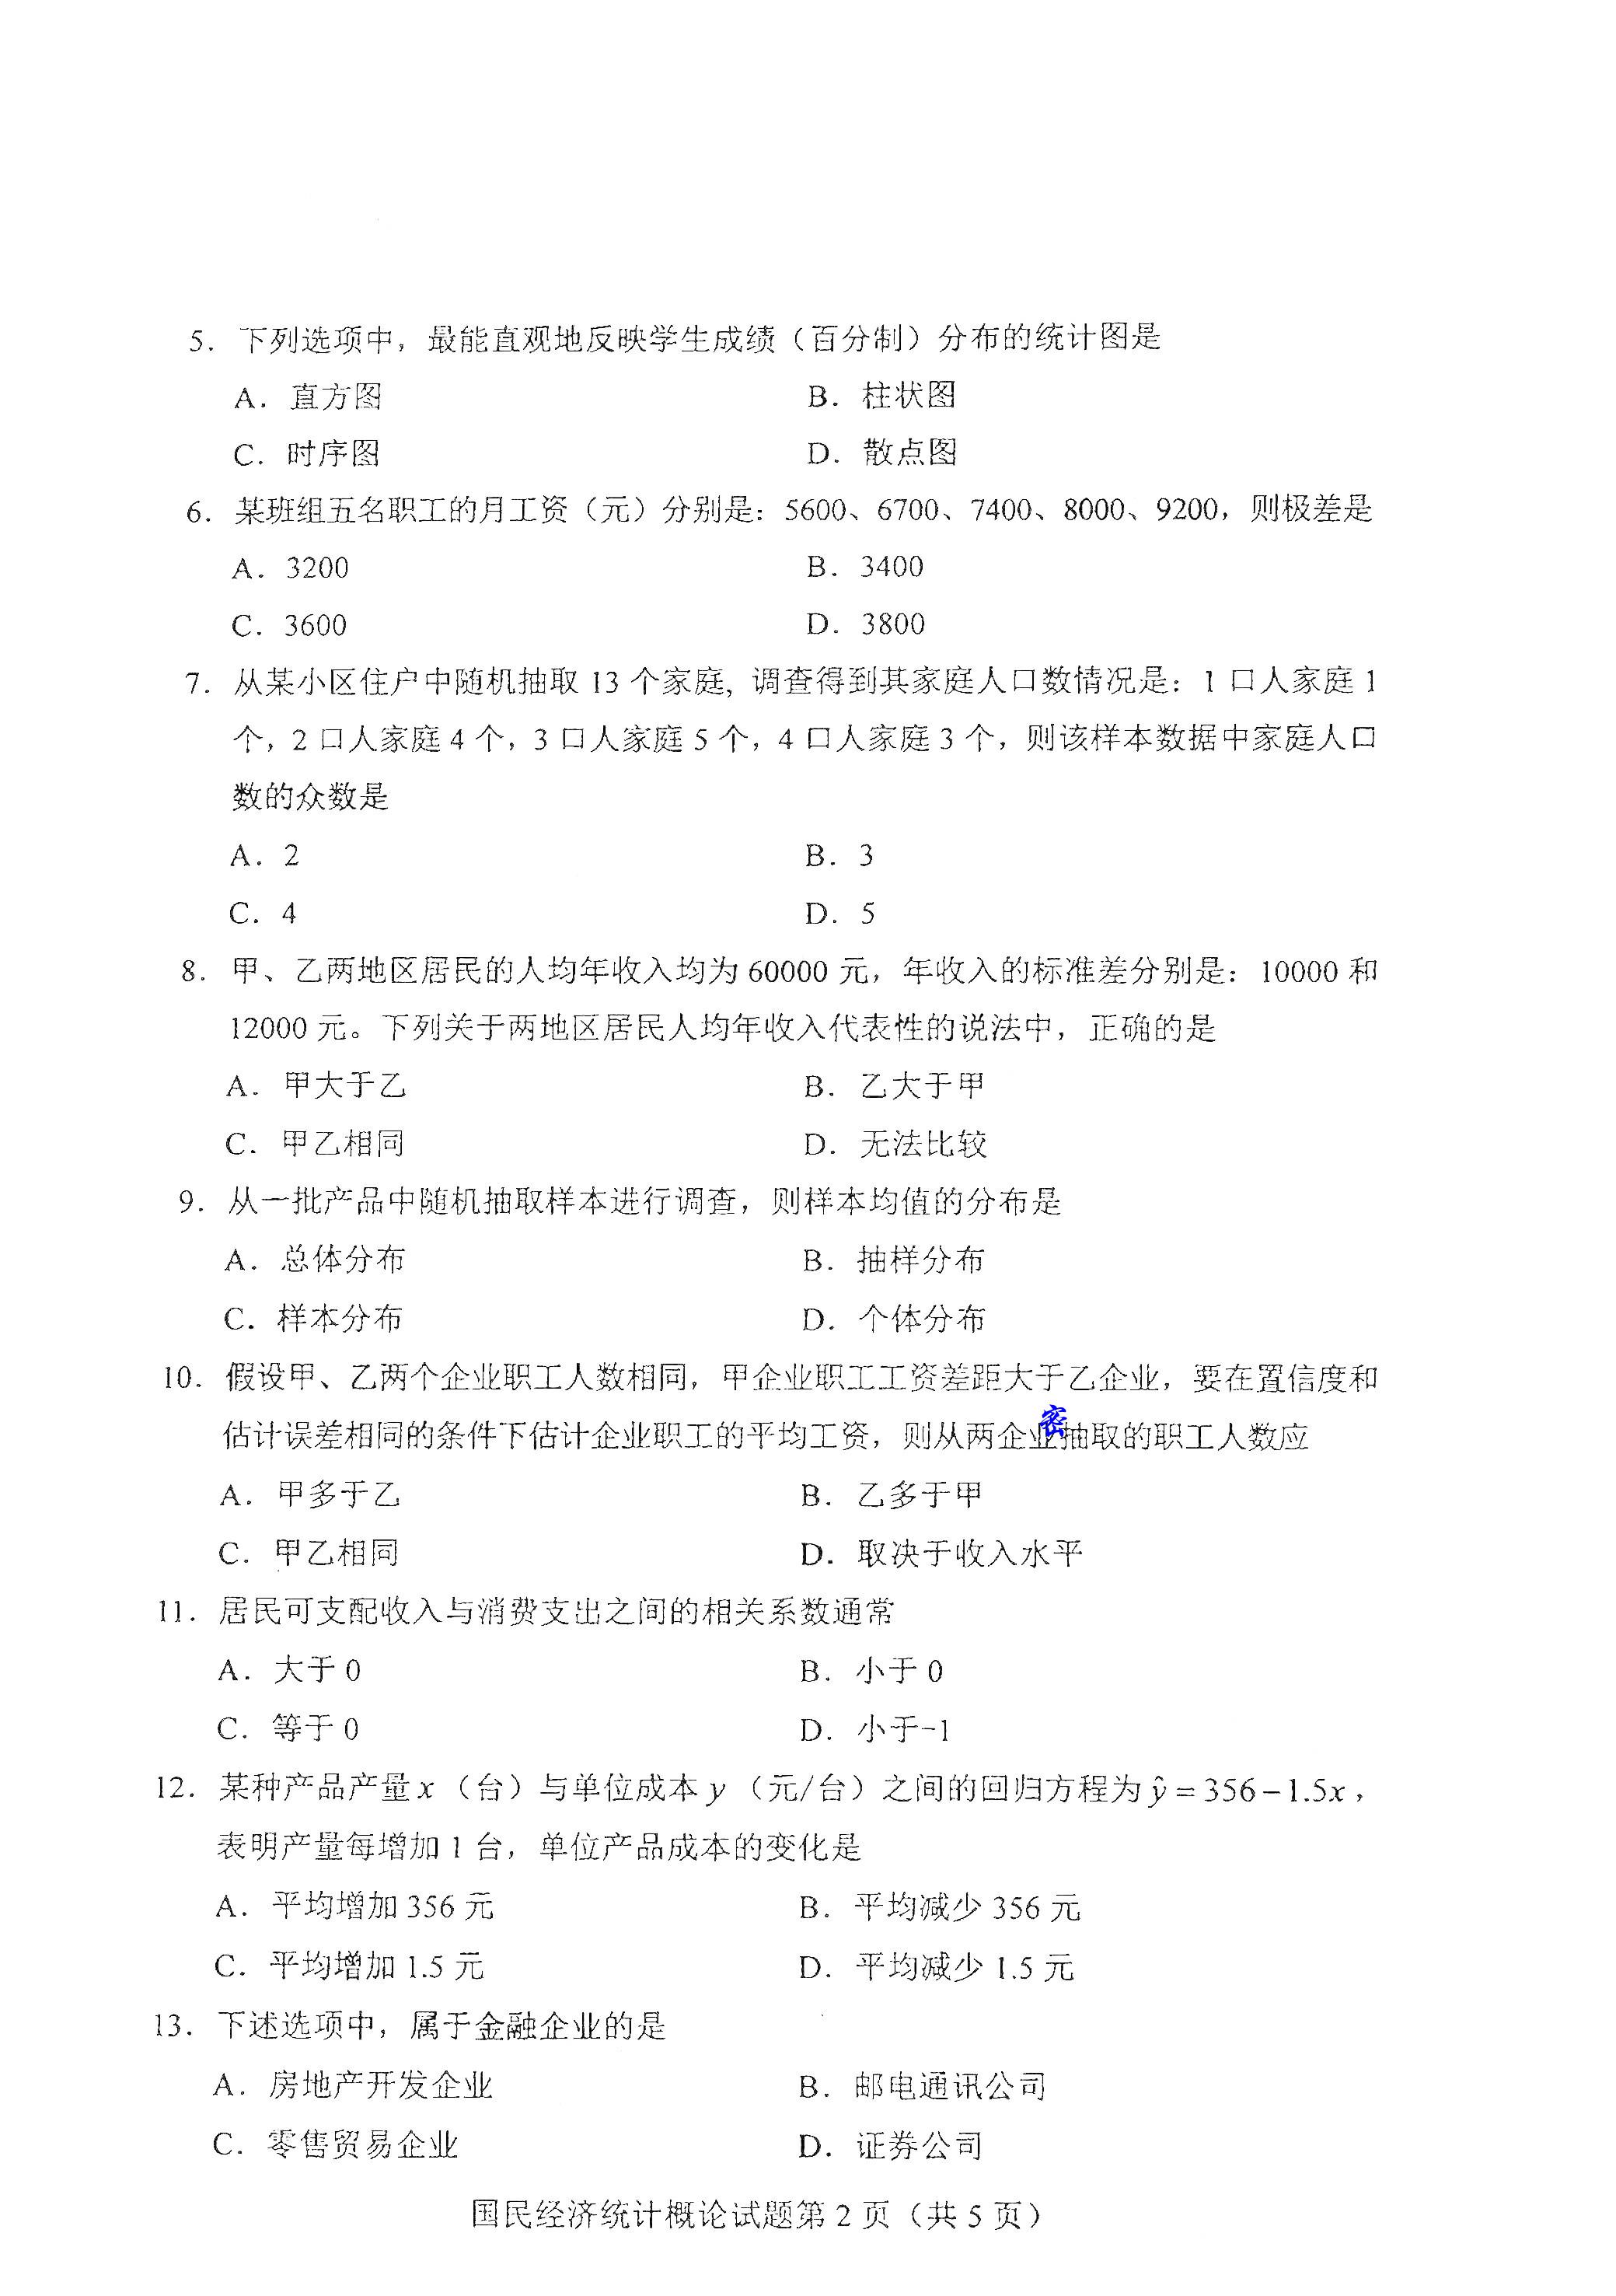 5. 下列选项中，最能直观地反映学生成绩（百分制）分布的统计图是
A. 直方图 B. 柱状图
C. 时序图 D. 散点图
6. 某班组五名职工的月工资（元）分别是：5600、6700、7400、8000、9200，则极差是
A. 3200 B. 3400
C. 3600 D. 3800
7. 从某小区住户中随机抽取 13 个家庭, 调查得到其家庭人口数情况是：1 口人家庭 1
个，2 口人家庭 4 个，3 口人家庭 5 个，4 口人家庭 3 个，则该样本数据中家庭人口
数的众数是
A. 2 B. 3
C. 4 D. 5
8. 甲、乙两地区居民的人均年收入均为 60000 元，年收入的标准差分别是：10000 和
12000 元。下列关于两地区居民人均年收入代表性的说法中，正确的是
A. 甲大于乙 B. 乙大于甲
C. 甲乙相同 D. 无法比较
9. 从一批产品中随机抽取样本进行调查，则样本均值的分布是
A. 总体分布 B. 抽样分布
C. 样本分布 D. 个体分布
10. 假设甲、乙两个企业职工人数相同，甲企业职工工资差距大于乙企业，要在置信度和
估计误差相同的条件下估计企业职工的平均工资，则从两企业抽取的职工人数应
密
A. 甲多于乙 B. 乙多于甲
C. 甲乙相同 D. 取决于收入水平
11. 居民可支配收入与消费支出之间的相关系数通常
A. 大于 0 B. 小于 0
C. 等于 0 D. 小于-1
12. 某种产品产量 x （台）与单位成本 y （元/台）之间的回归方程为 ŷ = 356 − 1.5x，
表明产量每增加 1 台，单位产品成本的变化是
A. 平均增加 356 元 B. 平均减少 356 元
C. 平均增加 1.5 元 D. 平均减少 1.5 元
13. 下述选项中，属于金融企业的是
A. 房地产开发企业 B. 邮电通讯公司
C. 零售贸易企业 D. 证券公司
国民经济统计概论试题第 2 页（共 5 页）